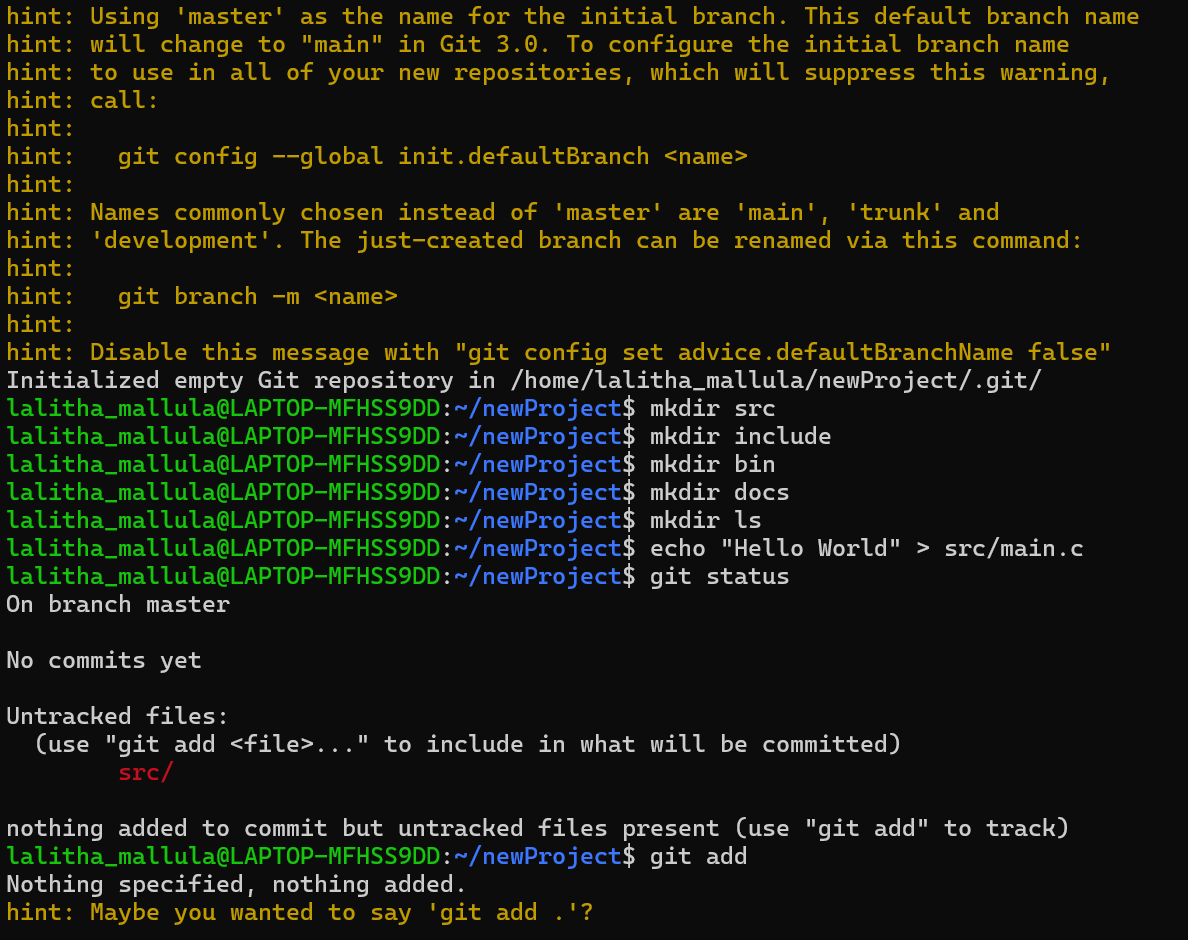 hint: Using 'master' as the name for the initial branch. This default branch name
hint: will change to "main" in Git 3.0. To configure the initial branch name
hint: to use in all of your new repositories, which will suppress this warning,
hint: call:
hint:
hint:   git config --global init.defaultBranch <name>
hint:
hint: Names commonly chosen instead of 'master' are 'main', 'trunk' and
hint: 'development'. The just-created branch can be renamed via this command:
hint:
hint:   git branch -m <name>
hint:
hint: Disable this message with "git config set advice.defaultBranchName false"
Initialized empty Git repository in /home/lalitha_mallula/newProject/.git/
lalitha_mallula@LAPTOP-MFHSS9DD:~/newProject$ mkdir src
lalitha_mallula@LAPTOP-MFHSS9DD:~/newProject$ mkdir include
lalitha_mallula@LAPTOP-MFHSS9DD:~/newProject$ mkdir bin
lalitha_mallula@LAPTOP-MFHSS9DD:~/newProject$ mkdir docs
lalitha_mallula@LAPTOP-MFHSS9DD:~/newProject$ mkdir ls
lalitha_mallula@LAPTOP-MFHSS9DD:~/newProject$ echo "Hello World" > src/main.c
lalitha_mallula@LAPTOP-MFHSS9DD:~/newProject$ git status
On branch master

No commits yet

Untracked files:
  (use "git add <file>..." to include in what will be committed)
        src/

nothing added to commit but untracked files present (use "git add" to track)
lalitha_mallula@LAPTOP-MFHSS9DD:~/newProject$ git add
Nothing specified, nothing added.
hint: Maybe you wanted to say 'git add .'?